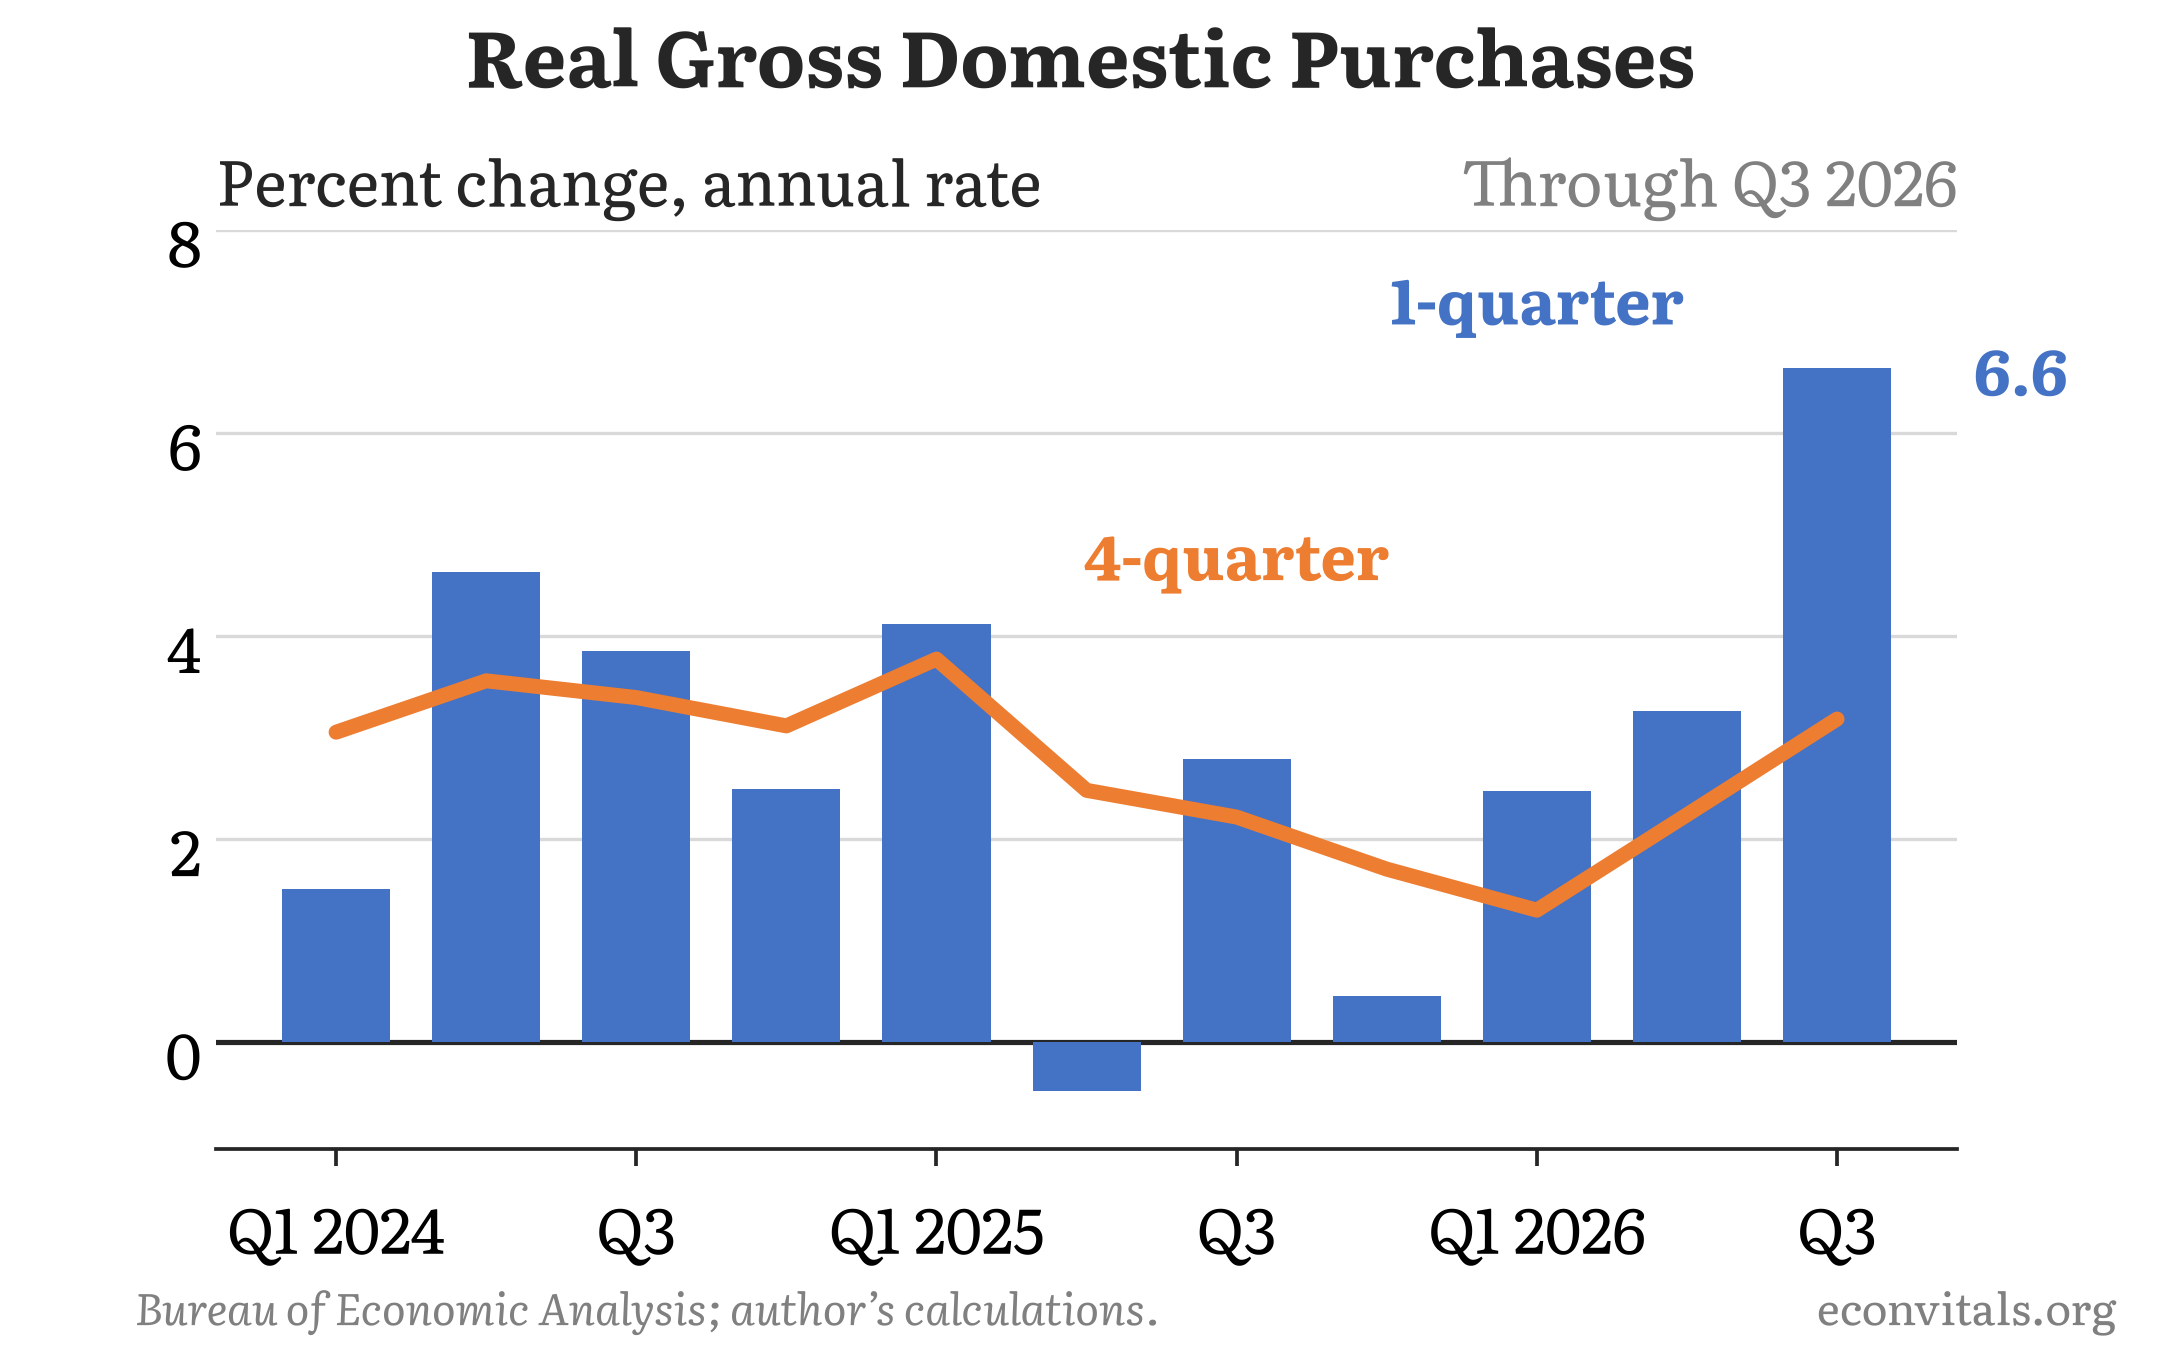 Real Gross Domestic Purchases
Percent change, annual rate
Through Q3 2026
8
1-quarter
6.6
6
4-quarter
4
2
0
Q1 2024
Q3
Q1 2025
Q3
Q1 2026
Q3
Bureau of Economic Analysis; author’s calculations.
econvitals.org